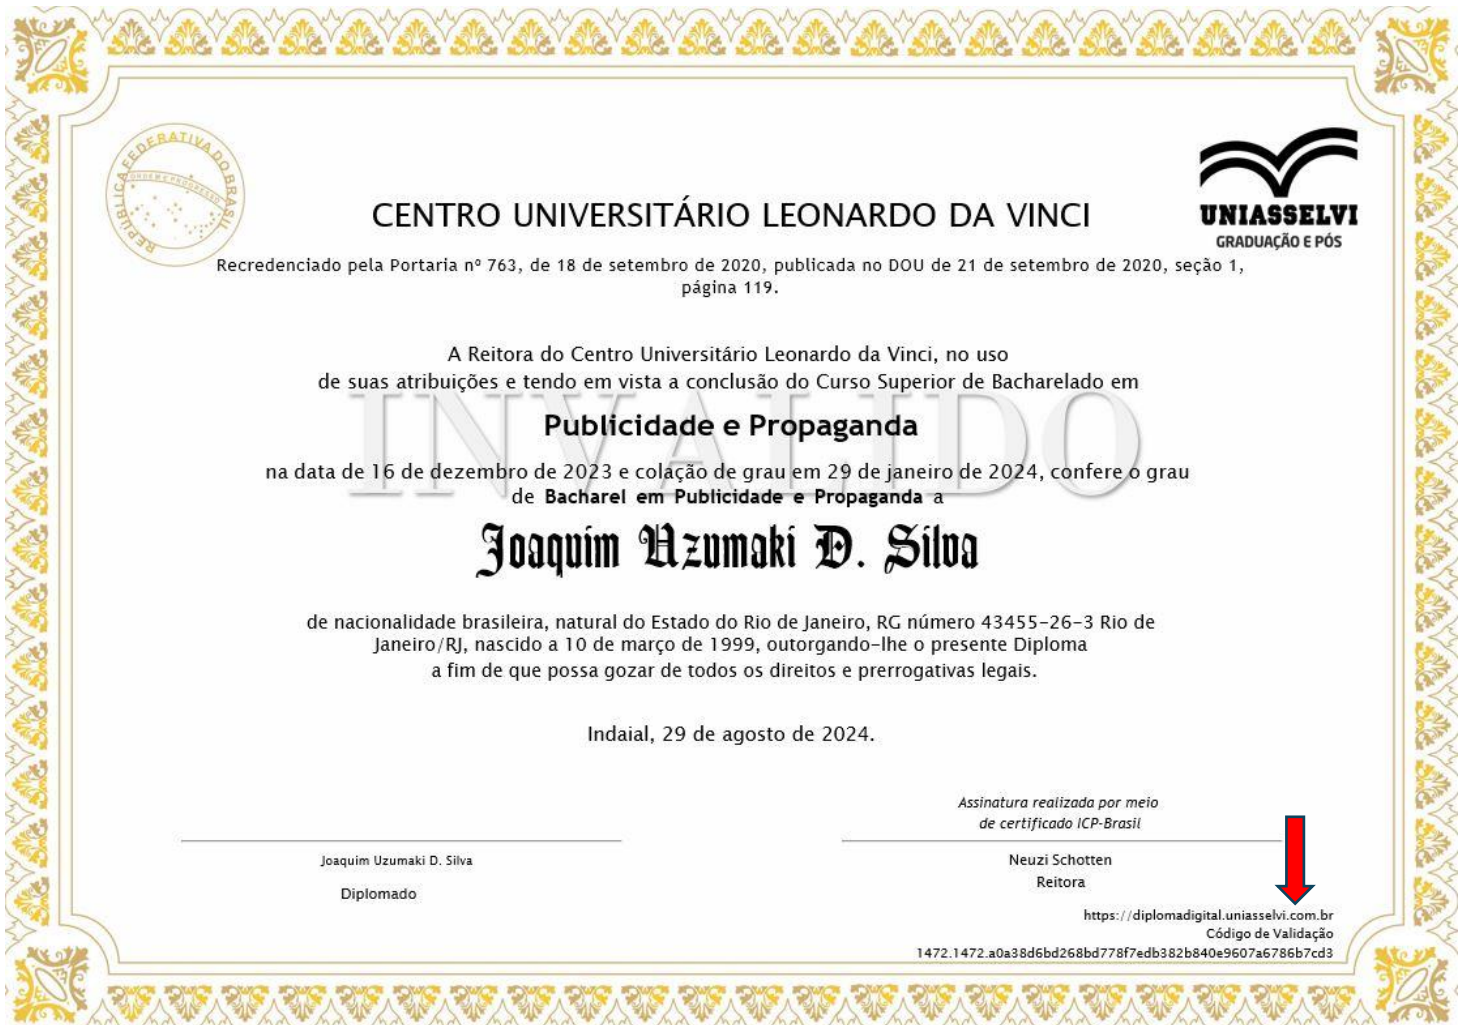 REPÚBLICA FEDERATIVA DO BRASIL
ORDEM E PROGRESSO
UNIASSELVI
GRADUAÇÃO E PÓS
CENTRO UNIVERSITÁRIO LEONARDO DA VINCI
Recredenciado pela Portaria nº 763, de 18 de setembro de 2020, publicada no DOU de 21 de setembro de 2020, seção 1,
página 119.
A Reitora do Centro Universitário Leonardo da Vinci, no uso
de suas atribuições e tendo em vista a conclusão do Curso Superior de Bacharelado em
INVALIDO
Publicidade e Propaganda
na data de 16 de dezembro de 2023 e colação de grau em 29 de janeiro de 2024, confere o grau
de Bacharel em Publicidade e Propaganda a
Joaquim Uzumaki D. Silva
de nacionalidade brasileira, natural do Estado do Rio de Janeiro, RG número 43455-26-3 Rio de
Janeiro/RJ, nascido a 10 de março de 1999, outorgando-lhe o presente Diploma
a fim de que possa gozar de todos os direitos e prerrogativas legais.
Indaial, 29 de agosto de 2024.
Assinatura realizada por meio
de certificado ICP-Brasil
Joaquim Uzumaki D. Silva
Diplomado
Neuzi Schotten
Reitora
https://diplomadigital.uniasselvi.com.br
Código de Validação
1472.1472.a0a38d6bd268bd778f7edb382b840e9607a6786b7cd3